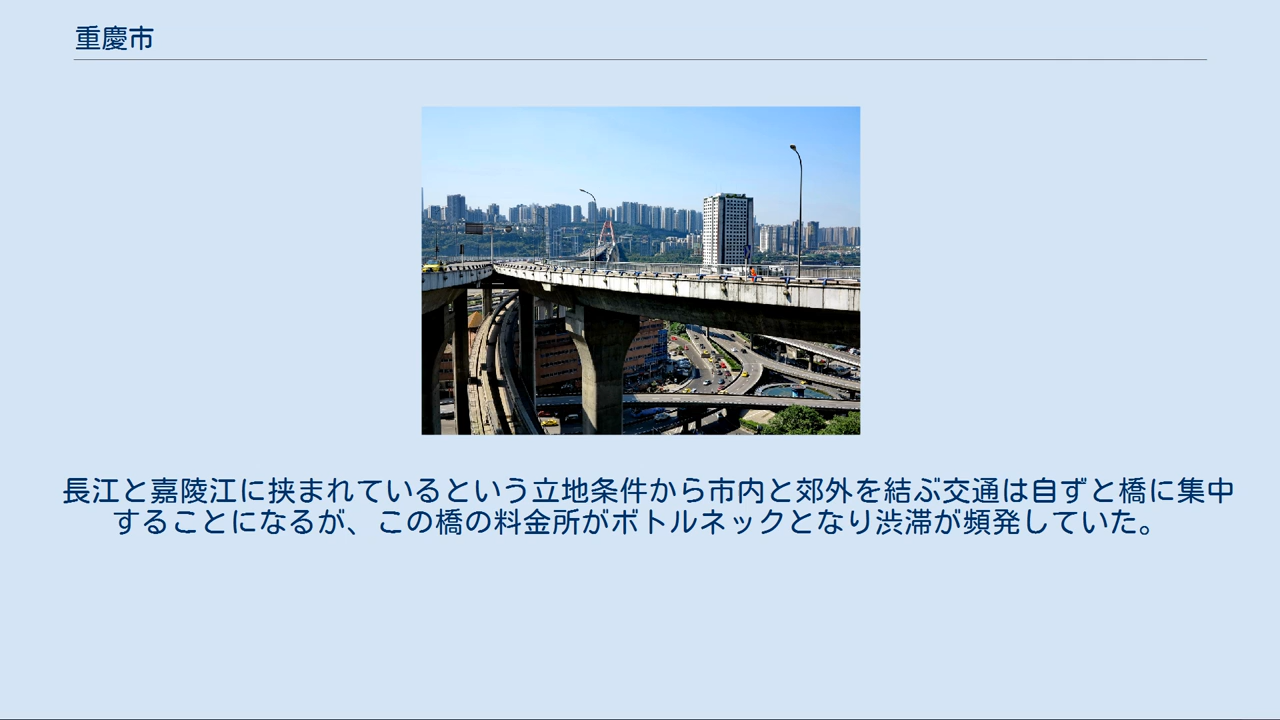 重慶市
長江と嘉陵江に挟まれているという立地条件から市内と郊外を結ぶ交通は自ずと橋に集中
することになるが、この橋の料金所がボトルネックとなり渋滞が頻発していた。